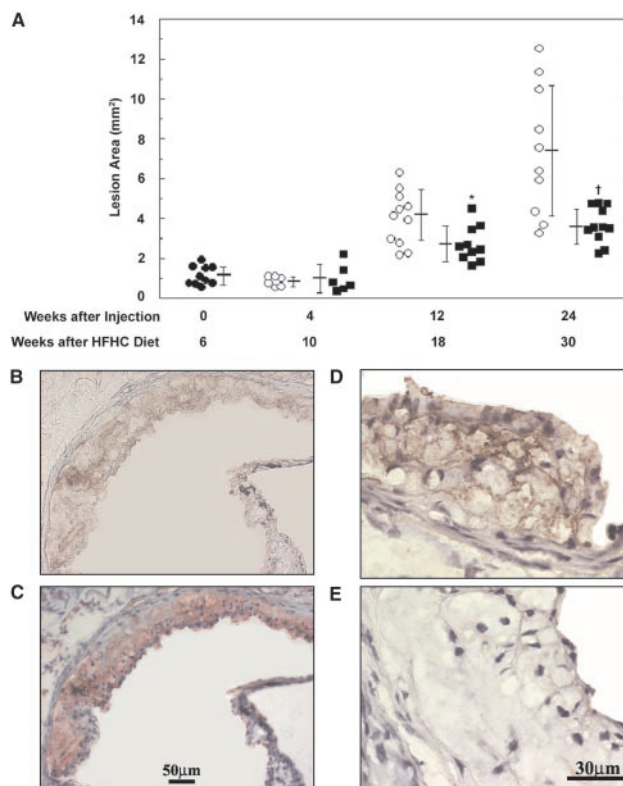 A
Lesion Area (mm²)
14
12
10
8
6
4
2
0
*
†
Weeks after Injection 0 4 12 24
Weeks after HFHC Diet 6 10 18 30
B
D
C
50µm
E
30µm